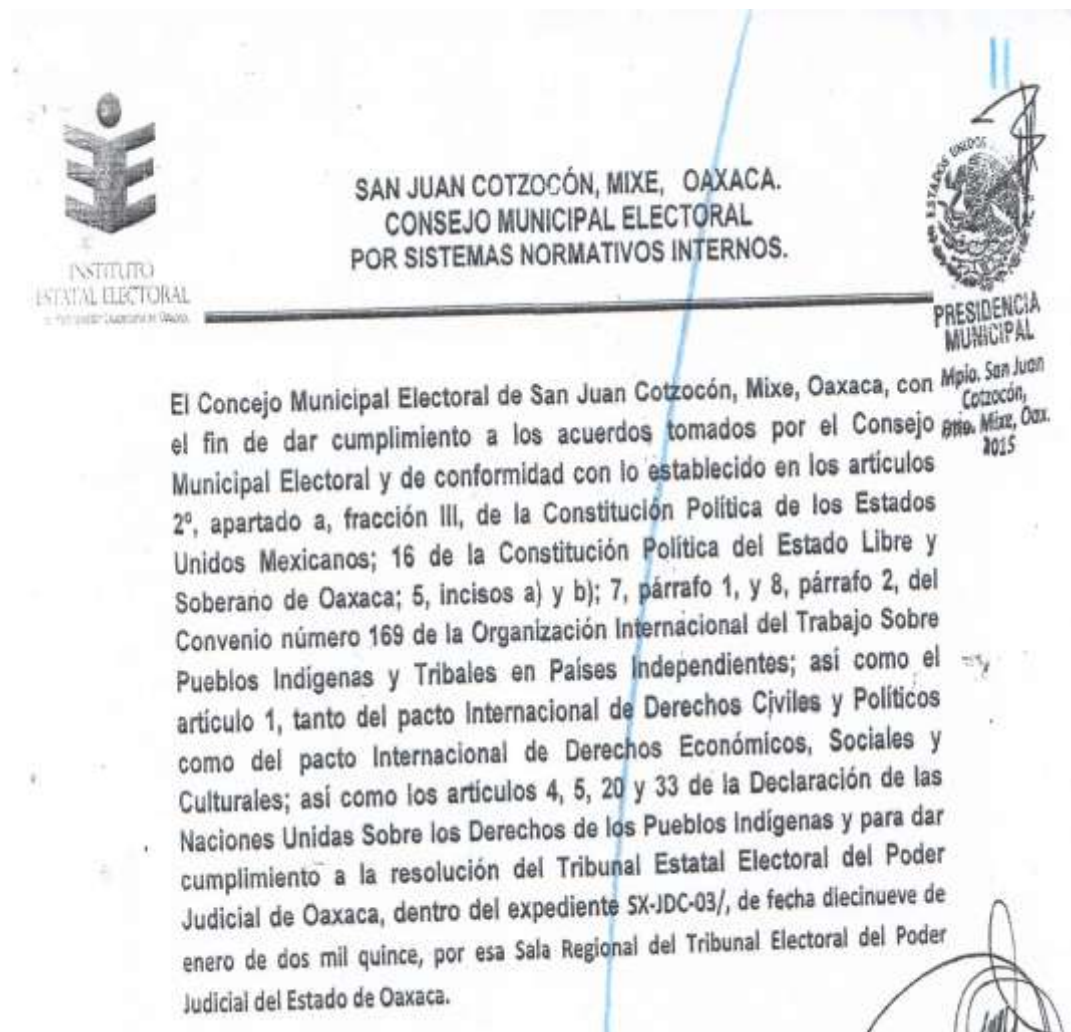 SAN JUAN COTZOCÓN, MIXE, OAXACA.
CONSEJO MUNICIPAL ELECTORAL
POR SISTEMAS NORMATIVOS INTERNOS.
INSTITUTO
ESTATAL ELECTORAL
ESTADOS UNIDOS
PRESIDENCIA
MUNICIPAL
Mpio. San Juan
Cotzocón,
Mixe, Oax.
2015
El Concejo Municipal Electoral de San Juan Cotzocón, Mixe, Oaxaca, con
el fin de dar cumplimiento a los acuerdos tomados por el Consejo
Municipal Electoral y de conformidad con lo establecido en los artículos
2º, apartado a, fracción III, de la Constitución Política de los Estados
Unidos Mexicanos; 16 de la Constitución Política del Estado Libre y
Soberano de Oaxaca; 5, incisos a) y b); 7, párrafo 1, y 8, párrafo 2, del
Convenio número 169 de la Organización Internacional del Trabajo Sobre
Pueblos Indígenas y Tribales en Países Independientes; así como el
artículo 1, tanto del pacto Internacional de Derechos Civiles y Políticos
como del pacto Internacional de Derechos Económicos, Sociales y
Culturales; así como los artículos 4, 5, 20 y 33 de la Declaración de las
Naciones Unidas Sobre los Derechos de los Pueblos Indígenas y para dar
cumplimiento a la resolución del Tribunal Estatal Electoral del Poder
Judicial de Oaxaca, dentro del expediente SX-JDC-03/, de fecha diecinueve de
enero de dos mil quince, por esa Sala Regional del Tribunal Electoral del Poder
Judicial del Estado de Oaxaca.